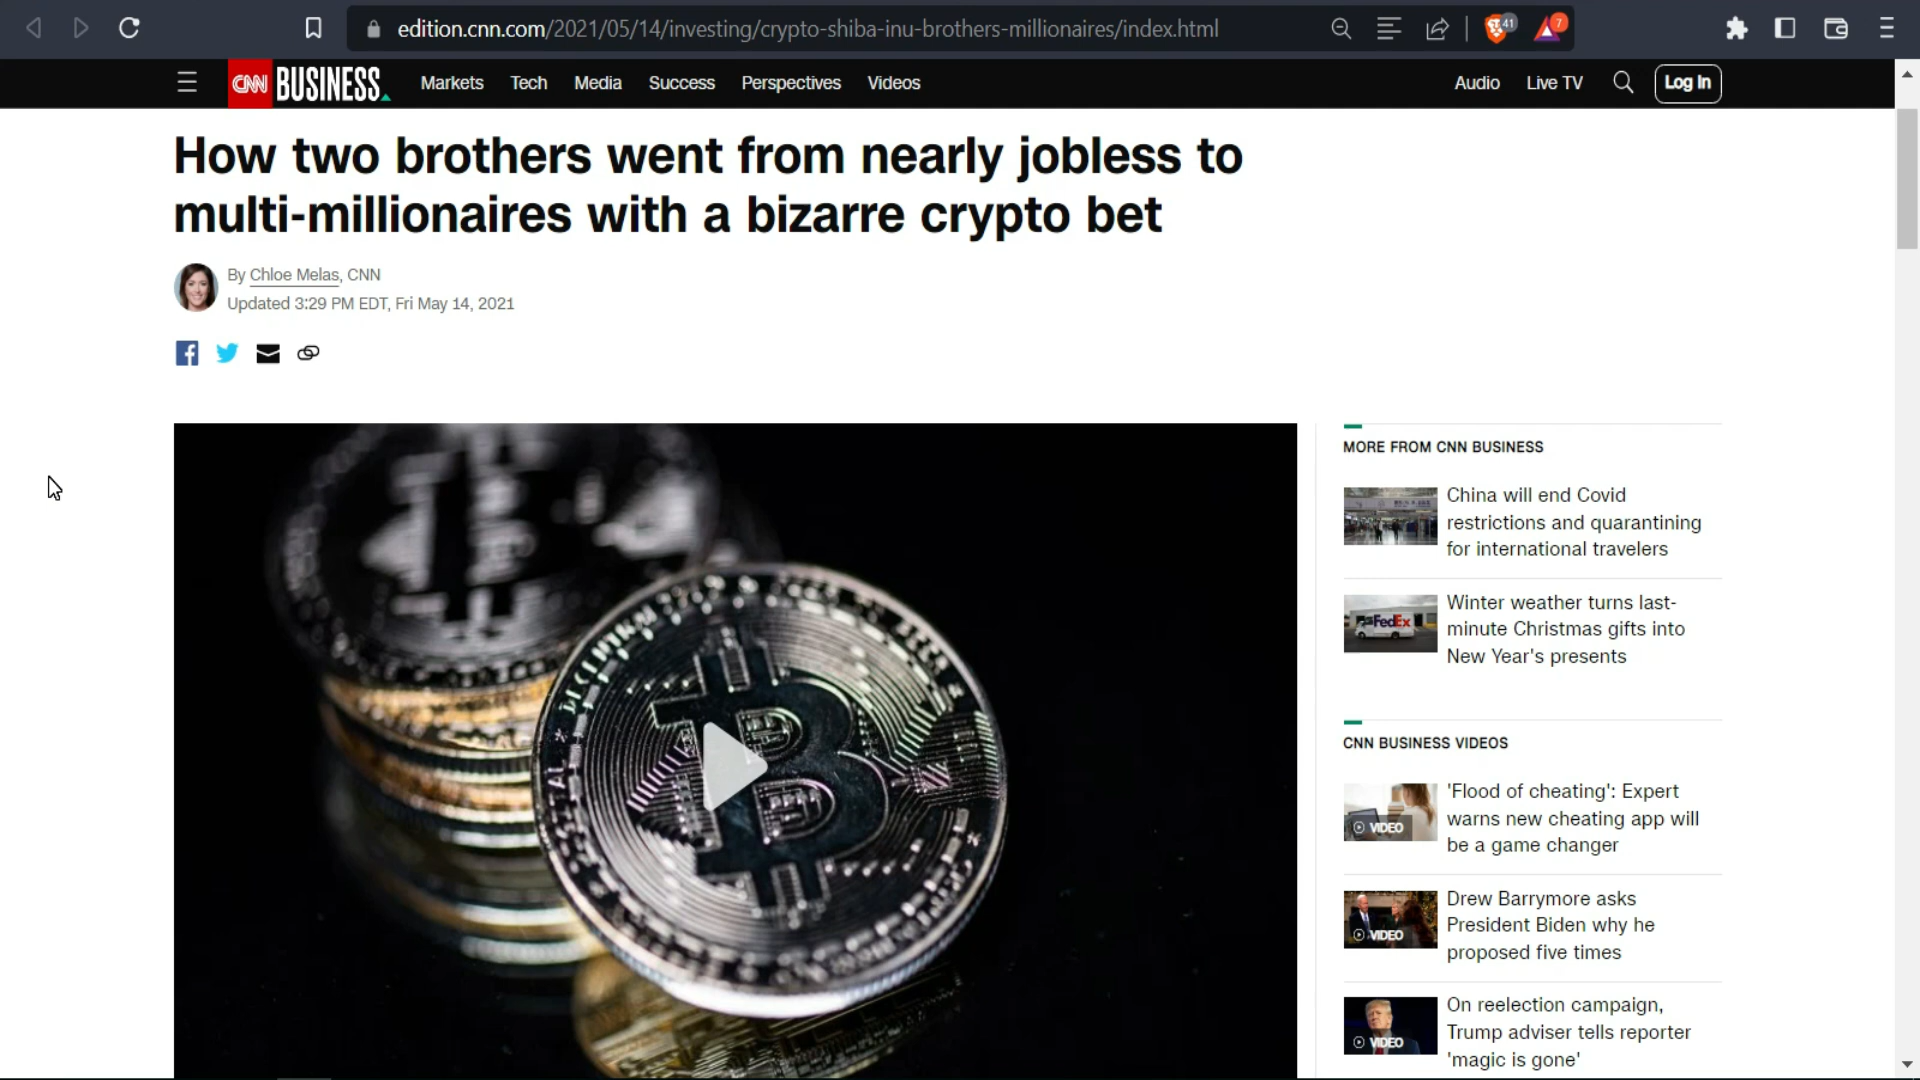 edition.cnn.com/2021/05/14/investing/crypto-shiba-inu-brothers-millionaires/index.html
41
7
CNN BUSINESS
Markets
Tech
Media
Success
Perspectives
Videos
Audio
Live TV
Log In
How two brothers went from nearly jobless to
multi-millionaires with a bizarre crypto bet
By Chloe Melas, CNN
Updated 3:29 PM EDT, Fri May 14, 2021
MORE FROM CNN BUSINESS
China will end Covid
restrictions and quarantining
for international travelers
FedEx
Winter weather turns last-
minute Christmas gifts into
New Year's presents
CNN BUSINESS VIDEOS
VIDEO
'Flood of cheating': Expert
warns new cheating app will
be a game changer
VIDEO
Drew Barrymore asks
President Biden why he
proposed five times
VIDEO
On reelection campaign,
Trump adviser tells reporter
'magic is gone'